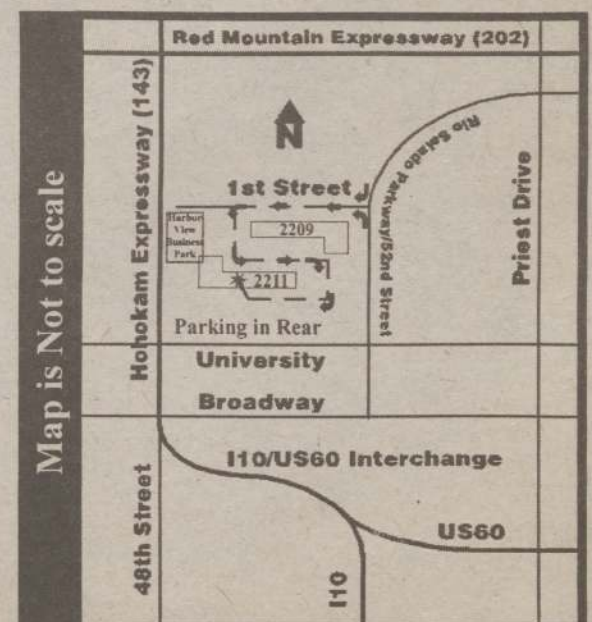 Map is Not to scale
Red Mountain Expressway (202)
Hohokam Expressway (143)
N
Rio Salado Parkway/52nd Street
Priest Drive
1st Street
Harbor
View
Business
Park
2209
2211
Parking in Rear
University
Broadway
I10/US60 Interchange
48th Street
US60
I10